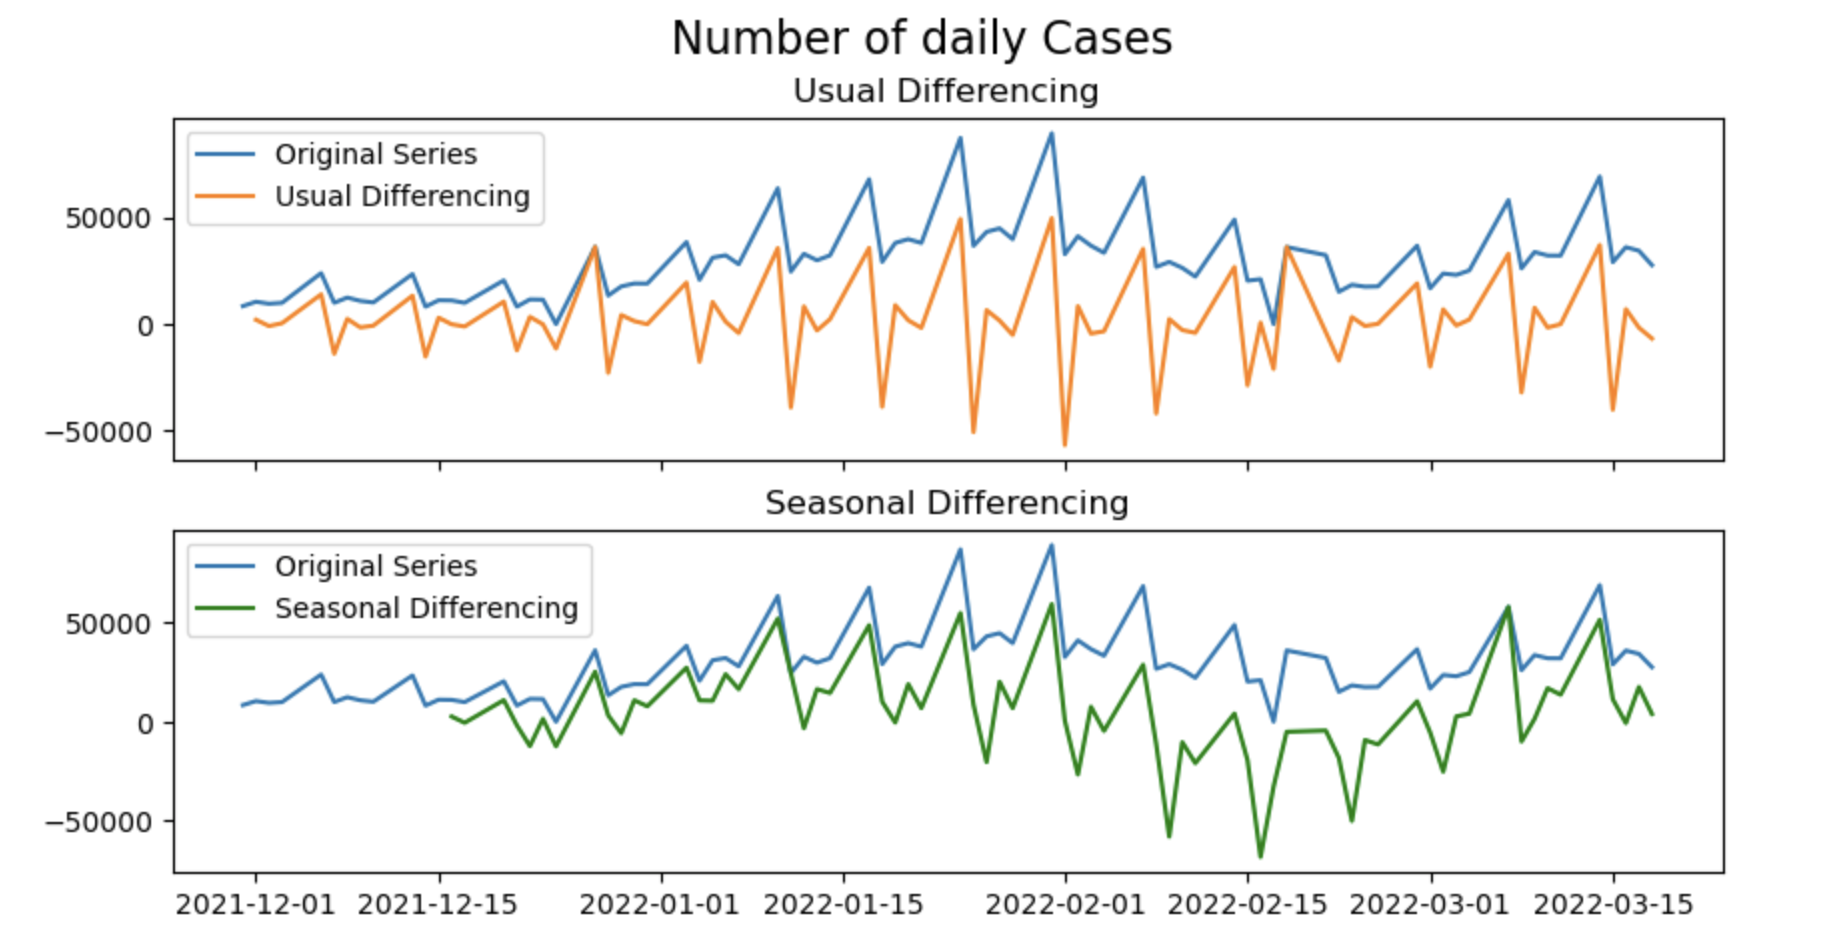 Number of daily Cases
Usual Differencing
Original Series
Usual Differencing
50000
0
−50000
Seasonal Differencing
Original Series
Seasonal Differencing
50000
0
−50000
2021-12-01 2021-12-15 2022-01-01 2022-01-15 2022-02-01 2022-02-15 2022-03-01 2022-03-15